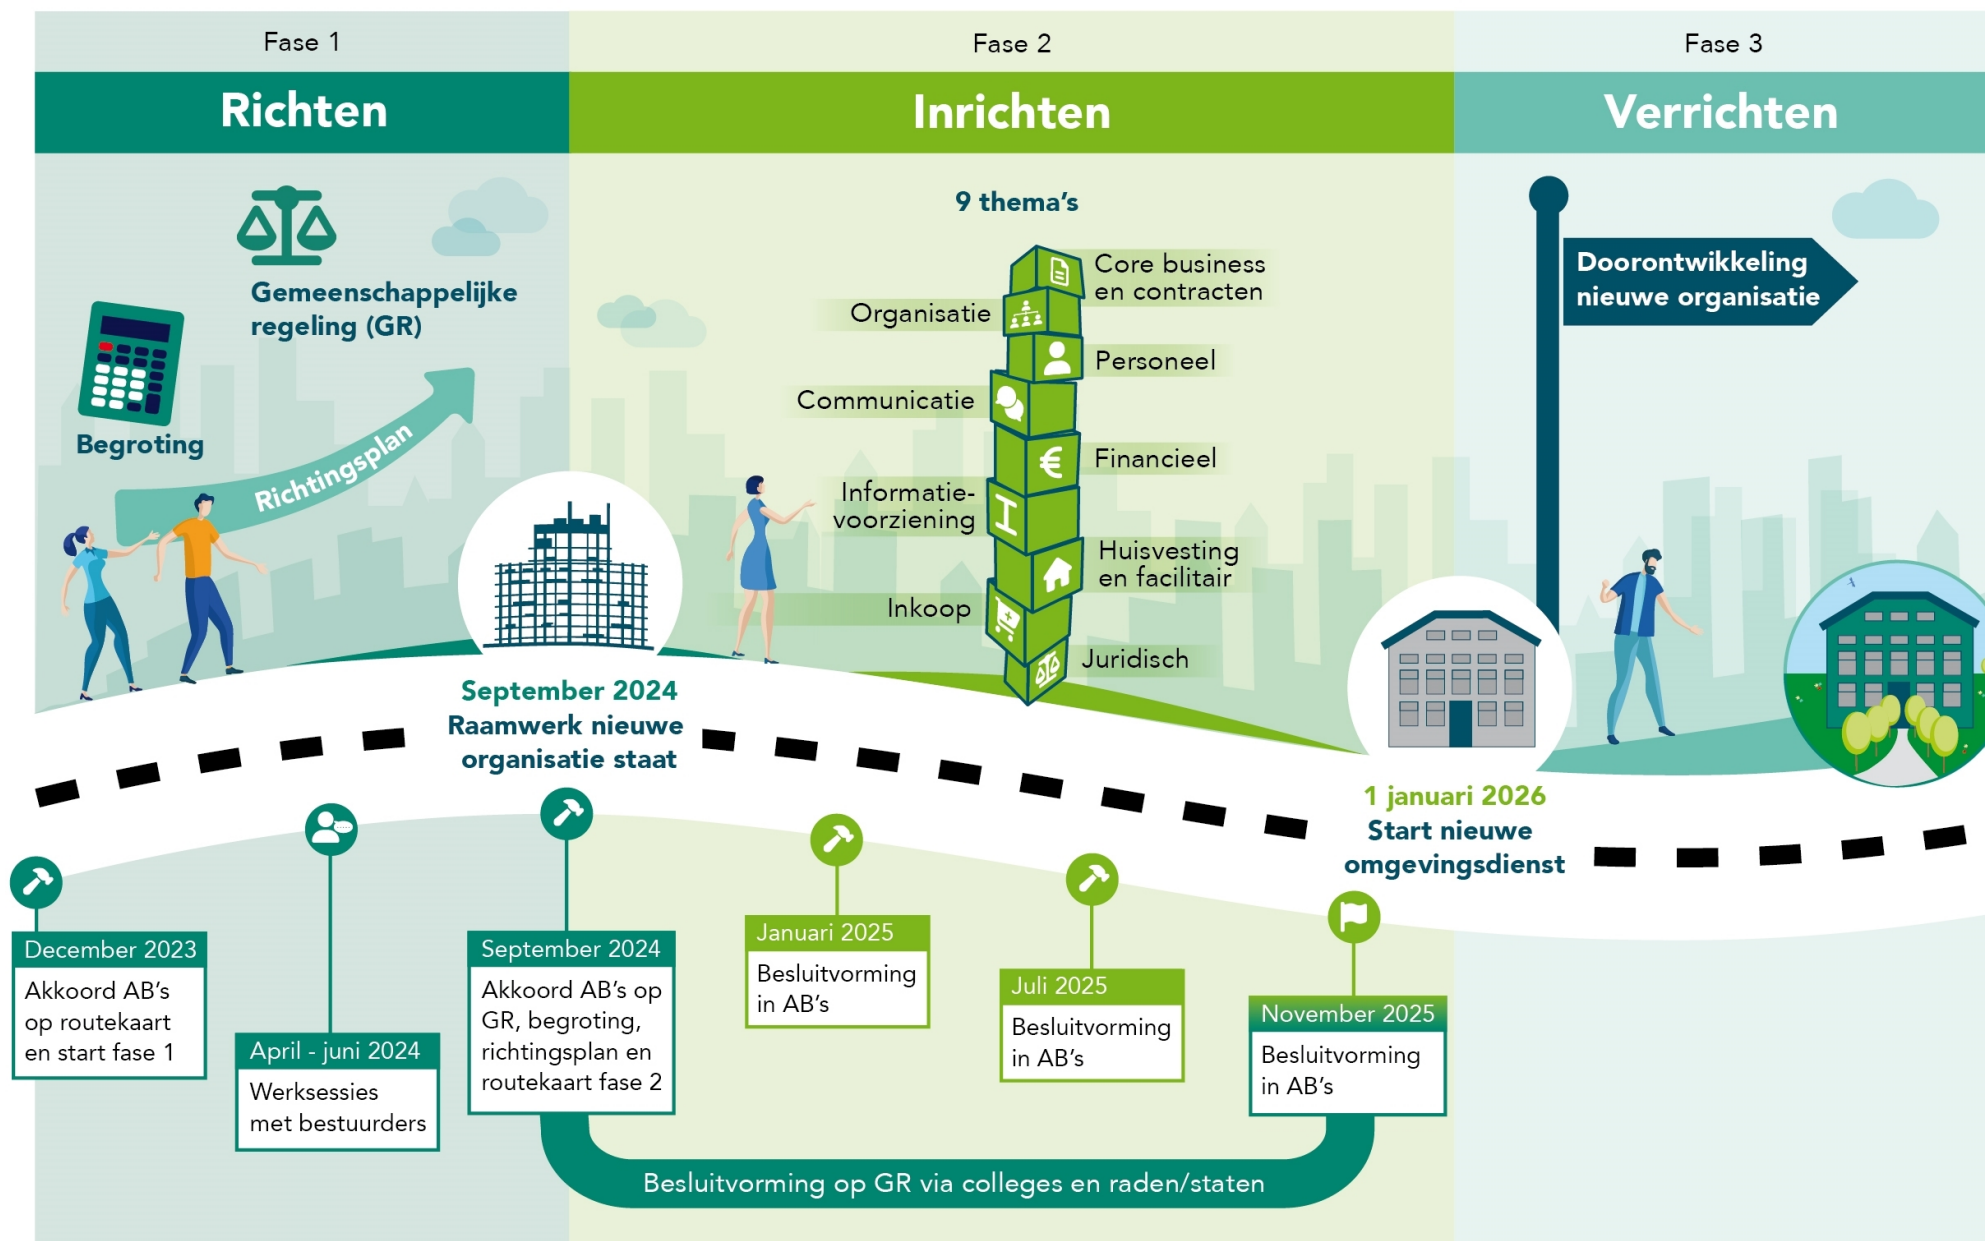 Fase 1
Richten
Gemeenschappelijke
regeling (GR)
Begroting
Richtingsplan
September 2024
Raamwerk nieuwe
organisatie staat
Fase 2
Inrichten
9 thema's
Core business
en contracten
Organisatie
Personeel
Communicatie
Financieel
Informatie-
voorziening
Huisvesting
en facilitair
Inkoop
Juridisch
Fase 3
Verrichten
Doorontwikkeling
nieuwe organisatie
1 januari 2026
Start nieuwe
omgevingsdienst
December 2023
Akkoord AB's
op routekaart
en start fase 1
April - juni 2024
Werksessies
met bestuurders
September 2024
Akkoord AB's op
GR, begroting,
richtingsplan en
routekaart fase 2
Januari 2025
Besluitvorming
in AB's
Juli 2025
Besluitvorming
in AB's
November 2025
Besluitvorming
in AB's
Besluitvorming op GR via colleges en raden/staten